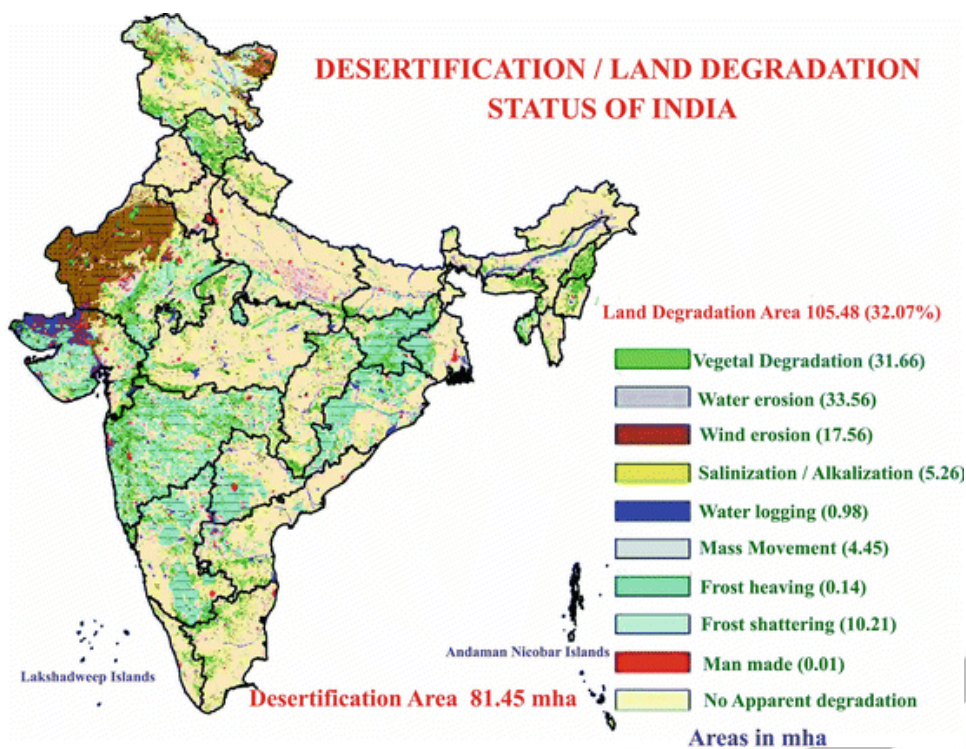 DESERTIFICATION / LAND DEGRADATION
STATUS OF INDIA
Land Degradation Area 105.48 (32.07%)
Vegetal Degradation (31.66)
Water erosion (33.56)
Wind erosion (17.56)
Salinization / Alkalization (5.26)
Water logging (0.98)
Mass Movement (4.45)
Frost heaving (0.14)
Frost shattering (10.21)
Man made (0.01)
No Apparent degradation
Andaman Nicobar Islands
Lakshadweep Islands
Desertification Area 81.45 mha
Areas in mha